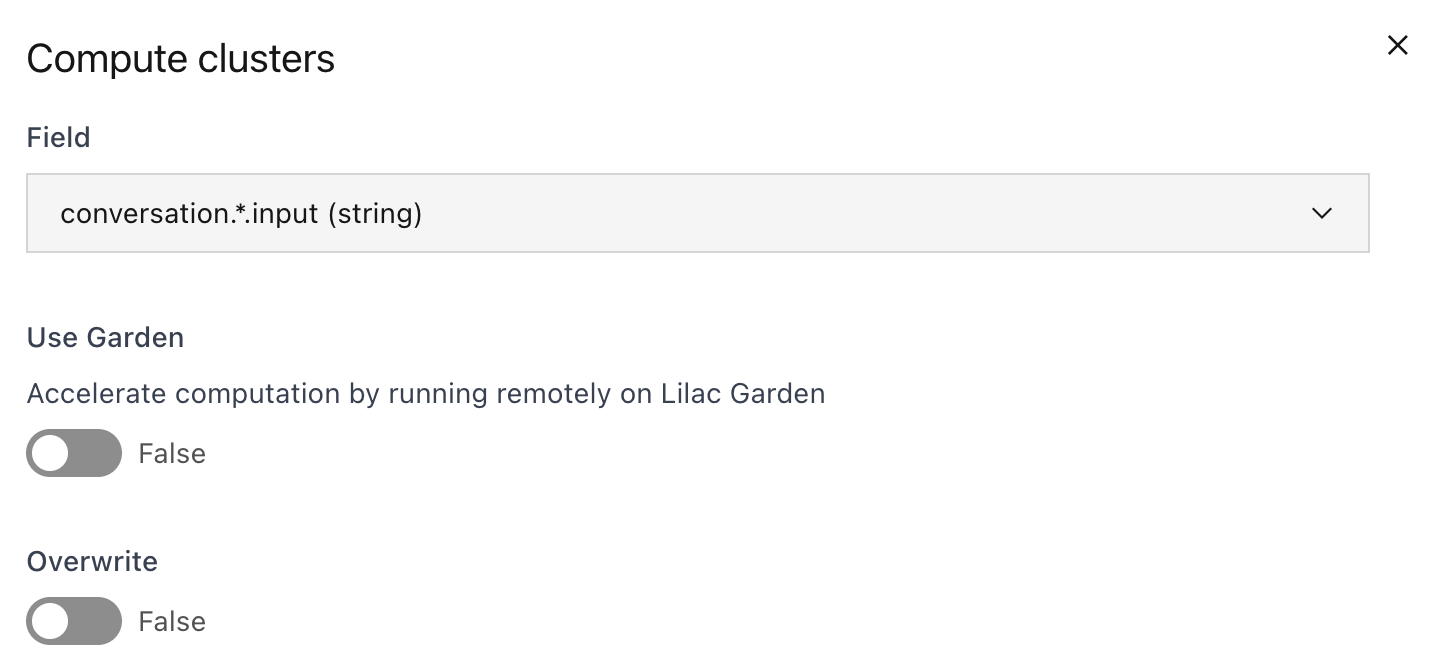 Compute clusters
Field
conversation.*.input (string)
Use Garden
Accelerate computation by running remotely on Lilac Garden
False
Overwrite
False